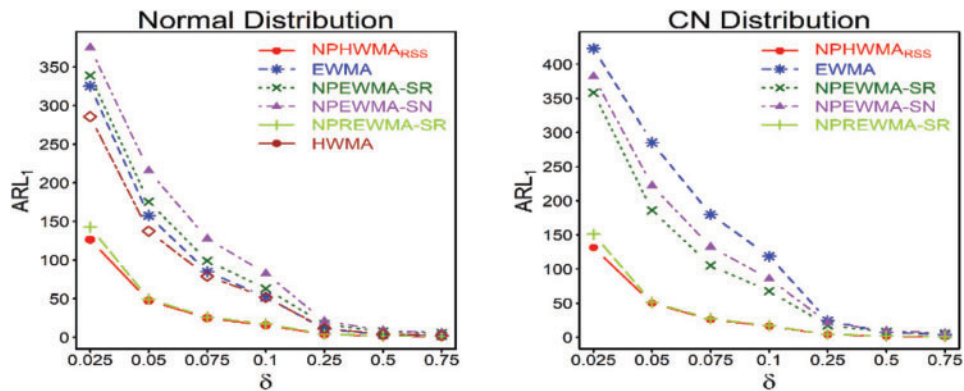 Normal Distribution
NPHWMA_RSS
EWMA
NPEWMA-SR
NPEWMA-SN
NPREWMA-SR
HWMA
ARL₁
350
300
250
200
150
100
50
0
0.025 0.05 0.075 0.1 0.25 0.5 0.75
δ
CN Distribution
NPHWMA_RSS
EWMA
NPEWMA-SR
NPEWMA-SN
NPREWMA-SR
ARL₁
400
350
300
250
200
150
100
50
0
0.025 0.05 0.075 0.1 0.25 0.5 0.75
δ